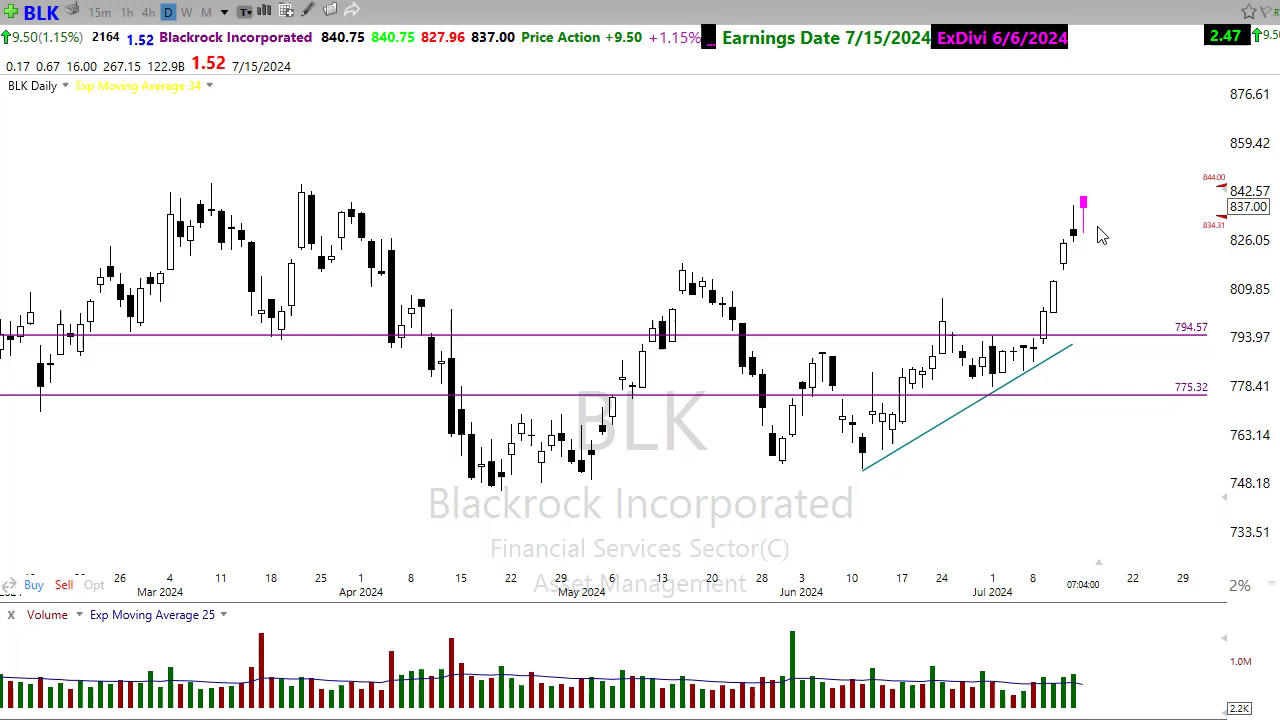 BLK 15m 1h 4h D W M T
9.50(1.15%) 2164 1.52 Blackrock Incorporated 840.75 840.75 827.96 837.00 Price Action +9.50 +1.15% ... Earnings Date 7/15/2024 ExDivi 6/6/2024 2.47 9.50
0.17 0.67 16.00 267.15 122.9B 1.52 7/15/2024
BLK Daily Exp Moving Average 34
876.61
859.42
844.00
842.57
837.00
834.31
826.05
809.85
794.57
793.97
775.32
778.41
BLK
763.14
Blackrock Incorporated
748.18
Financial Services Sector(C)
733.51
Asset Management
Buy Sell Opt
26 4 11 18 25 1 8 15 22 29 6 13 20 28 3 10 17 24 1 8 22 29
Mar 2024 Apr 2024 May 2024 Jun 2024 Jul 2024 07:04:00
2%
X Volume Exp Moving Average 25
1.0M
2.2K